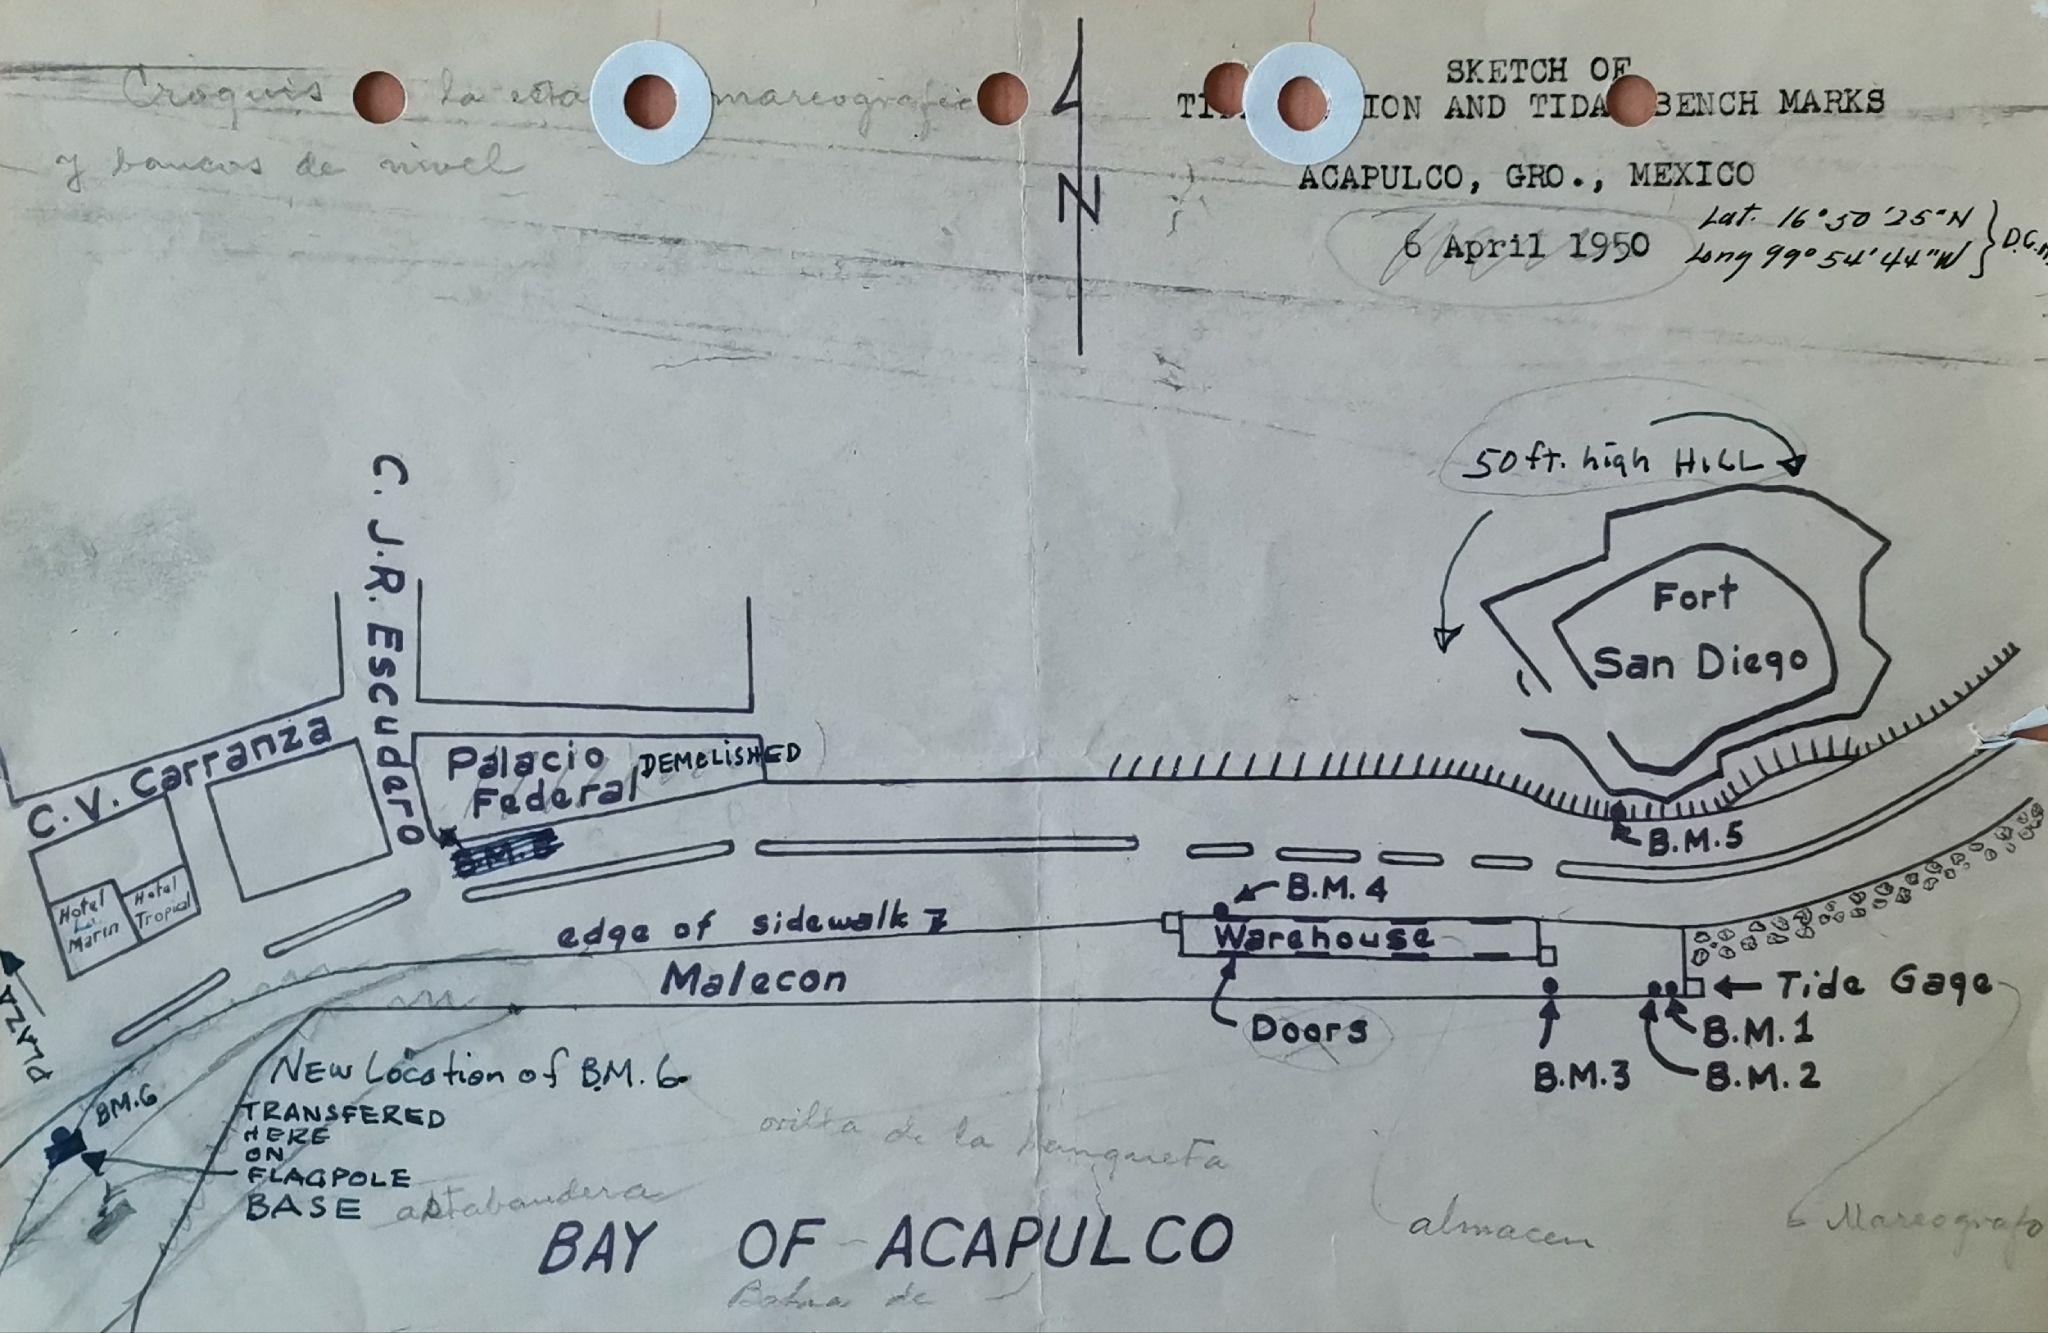 SKETCH OF
ION AND TIDA BENCH MARKS
ACAPULCO, GRO., MEXICO
6 April 1950
Lat. 16°50'25"N
Long 99°54'44"W
Croquis la esta mareografic
y bancos de nivel
N
50 ft. high HILL
Fort
San Diego
C. J.R. Escudero
C. V. Carranza
Palacio
Federal
DEMOLISHED
B.M.5
B.M.4
Hotel
La
Marin
Hotel
Tropical
edge of sidewalk
Warehouse
Malecon
Tide Gage
Doors
B.M.1
B.M.3
B.M.2
PLAZA
New Location of B.M. 6
BM.6
TRANSFERED
HERE
ON
FLAGPOLE
BASE
astabandera
orilla de la banqueta
almacen
Mareografo
BAY OF ACAPULCO
Bahia de